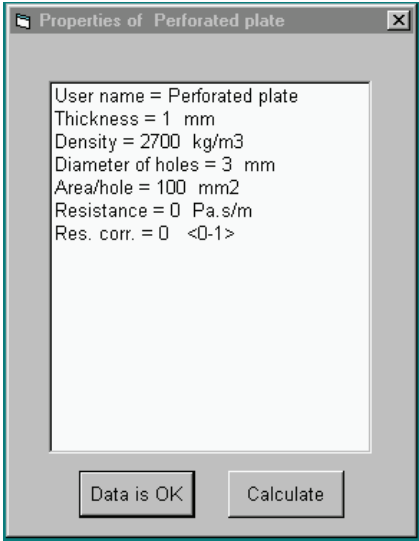 Properties of Perforated plate
User name = Perforated plate
Thickness = 1 mm
Density = 2700 kg/m3
Diameter of holes = 3 mm
Area/hole = 100 mm2
Resistance = 0 Pa.s/m
Res. corr. = 0 <0-1>
Data is OK
Calculate